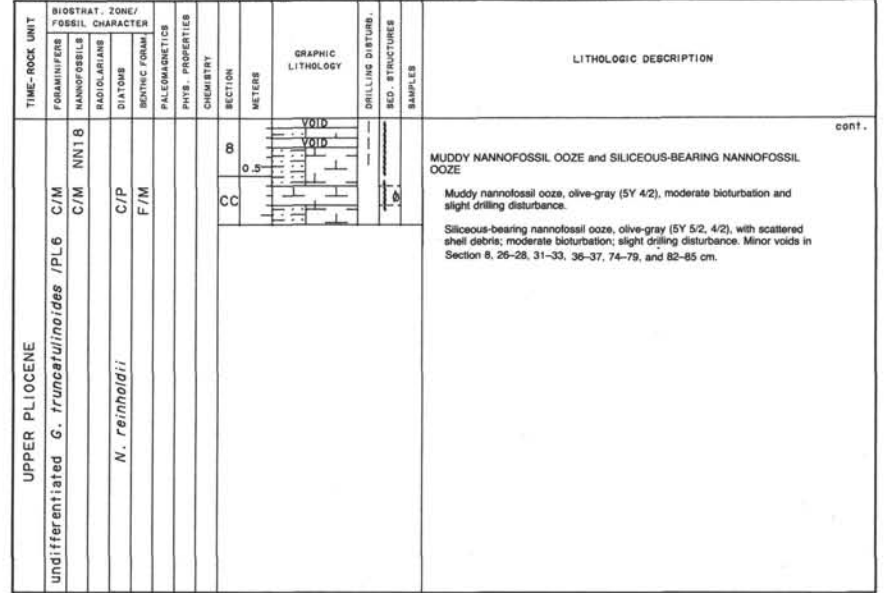 TIME-ROCK UNIT
BIOSTRAT. ZONE/
FOSSIL CHARACTER
FORAMINIFERS
NANNOFOSSILS
RADIOLARIANS
DIATOMS
BENTHIC FORAM.
PALEOMAGNETICS
PHYS. PROPERTIES
CHEMISTRY
SECTION
METERS
GRAPHIC
LITHOLOGY
DRILLING DISTURB.
SED. STRUCTURES
SAMPLES
LITHOLOGIC DESCRIPTION
UPPER PLIOCENE
undifferentiated G. truncatulinoides /PL6 C/M
C/M NN18
N. reinholdii C/P
F/M
8
CC
0.5
VOID
VOID
cont.
MUDDY NANNOFOSSIL OOZE and SILICEOUS-BEARING NANNOFOSSIL
OOZE
Muddy nannofossil ooze, olive-gray (5Y 4/2), moderate bioturbation and
slight drilling disturbance.
Siliceous-bearing nannofossil ooze, olive-gray (5Y 5/2, 4/2), with scattered
shell debris; moderate bioturbation; slight drilling disturbance. Minor voids in
Section 8, 26–28, 31–33, 36–37, 74–79, and 82–85 cm.